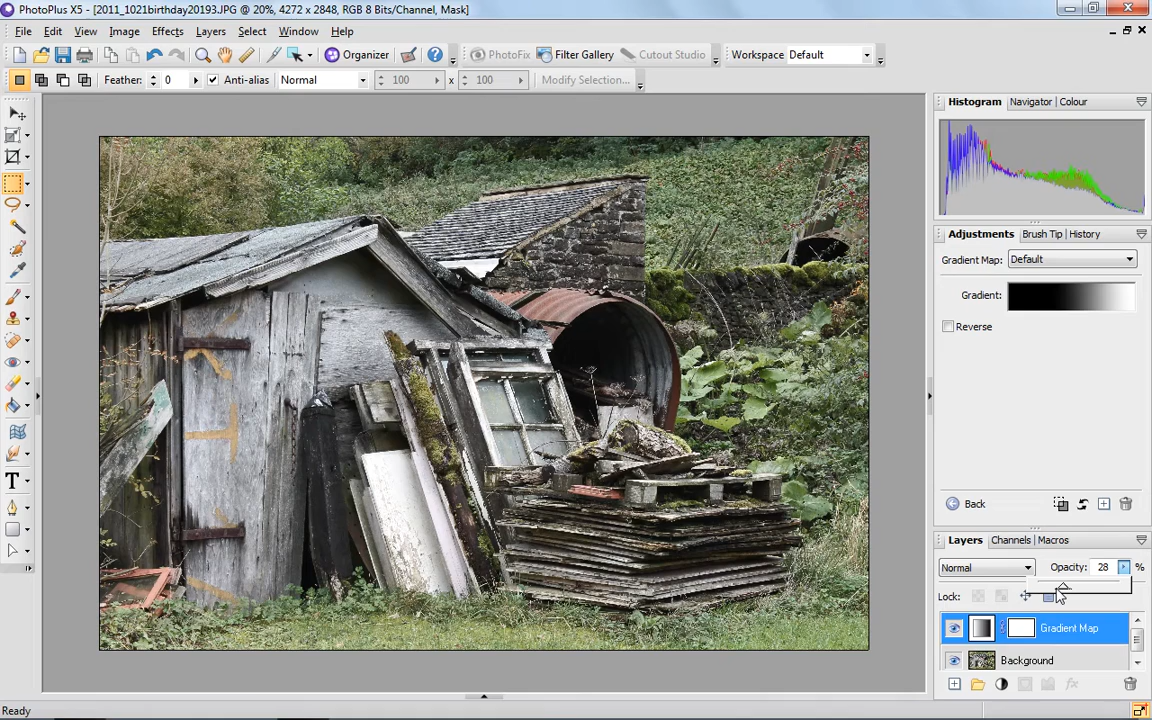 PhotoPlus X5 - [2011_1021birthday20193.JPG @ 20%, 4272 x 2848, RGB 8 Bits/Channel, Mask]
File Edit View Image Effects Layers Select Window Help
Organizer PhotoFix Filter Gallery Cutout Studio Workspace Default
Feather: 0 Anti-alias Normal 100 x 100 Modify Selection...
Histogram Navigator Colour
Adjustments Brush Tip History
Gradient Map: Default
Gradient:
Reverse
Back
Layers Channels Macros
Normal Opacity: 28 %
Lock:
Gradient Map
Background
Ready